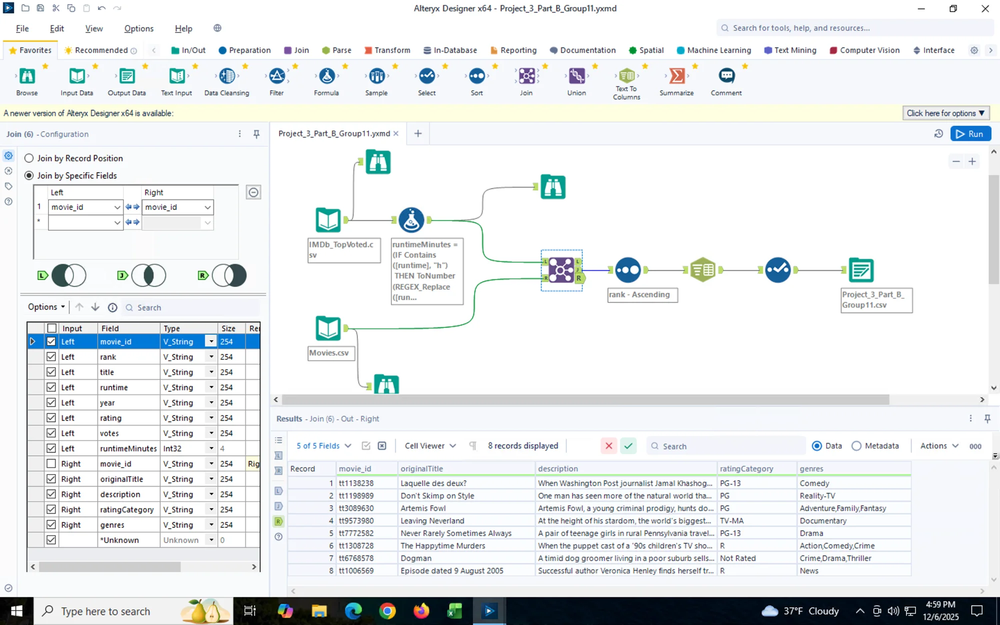 Alteryx Designer x64 - Project_3_Part_B_Group11.yxmd
File Edit View Options Help
Search for tools, help, and resources...
Favorites Recommended In/Out Preparation Join Parse Transform In-Database Reporting Documentation Spatial Machine Learning Text Mining Computer Vision Interface
Browse Input Data Output Data Text Input Data Cleansing Filter Formula Sample Select Sort Join Union Text To Columns Summarize Comment
A newer version of Alteryx Designer x64 is available:
Click here for options ▼
Join (6) - Configuration
Project_3_Part_B_Group11.yxmd
Run
Join by Record Position
Join by Specific Fields
Left Right
1 movie_id movie_id
*
L J R
Options Search
Input Field Type Size Rei
Left movie_id V_String 254
Left rank V_String 254
Left title V_String 254
Left runtime V_String 254
Left year V_String 254
Left rating V_String 254
Left votes V_String 254
Left runtimeMinutes Int32 4
Right movie_id V_String 254 Rig
Right originalTitle V_String 254
Right description V_String 254
Right ratingCategory V_String 254
Right genres V_String 254
*Unknown Unknown 0
IMDb_TopVoted.c
sv
runtimeMinutes =
(IF Contains
([runtime], "h")
THEN ToNumber
(REGEX_Replace
([run...
L L
J
R R
rank - Ascending
Project_3_Part_B_
Group11.csv
Movies.csv
Results - Join (6) - Out - Right
5 of 5 Fields Cell Viewer 8 records displayed Search Data Metadata Actions 000
L
R
L
J
R
Record movie_id originalTitle description ratingCategory genres
1 tt1138238 Laquelle des deux? When Washington Post journalist Jamal Khashog... PG-13 Comedy
2 tt1198989 Don't Skimp on Style One man has seen more of the natural world tha... PG Reality-TV
3 tt3089630 Artemis Fowl Artemis Fowl, a young criminal prodigy, hunts do... PG Adventure,Family,Fantasy
4 tt9573980 Leaving Neverland At the height of his stardom, the world's biggest... TV-MA Documentary
5 tt7772582 Never Rarely Sometimes Always A pair of teenage girls in rural Pennsylvania travel... PG-13 Drama
6 tt1308728 The Happytime Murders When the puppet cast of a '90s children's TV sho... R Action,Comedy,Crime
7 tt6768578 Dogman A timid dog groomer living in a poor suburb sells... Not Rated Crime,Drama,Thriller
8 tt1006569 Episode dated 9 August 2005 Successful author Veronica Henley finds herself tr... R News
Type here to search
37°F Cloudy
4:59 PM
12/6/2025